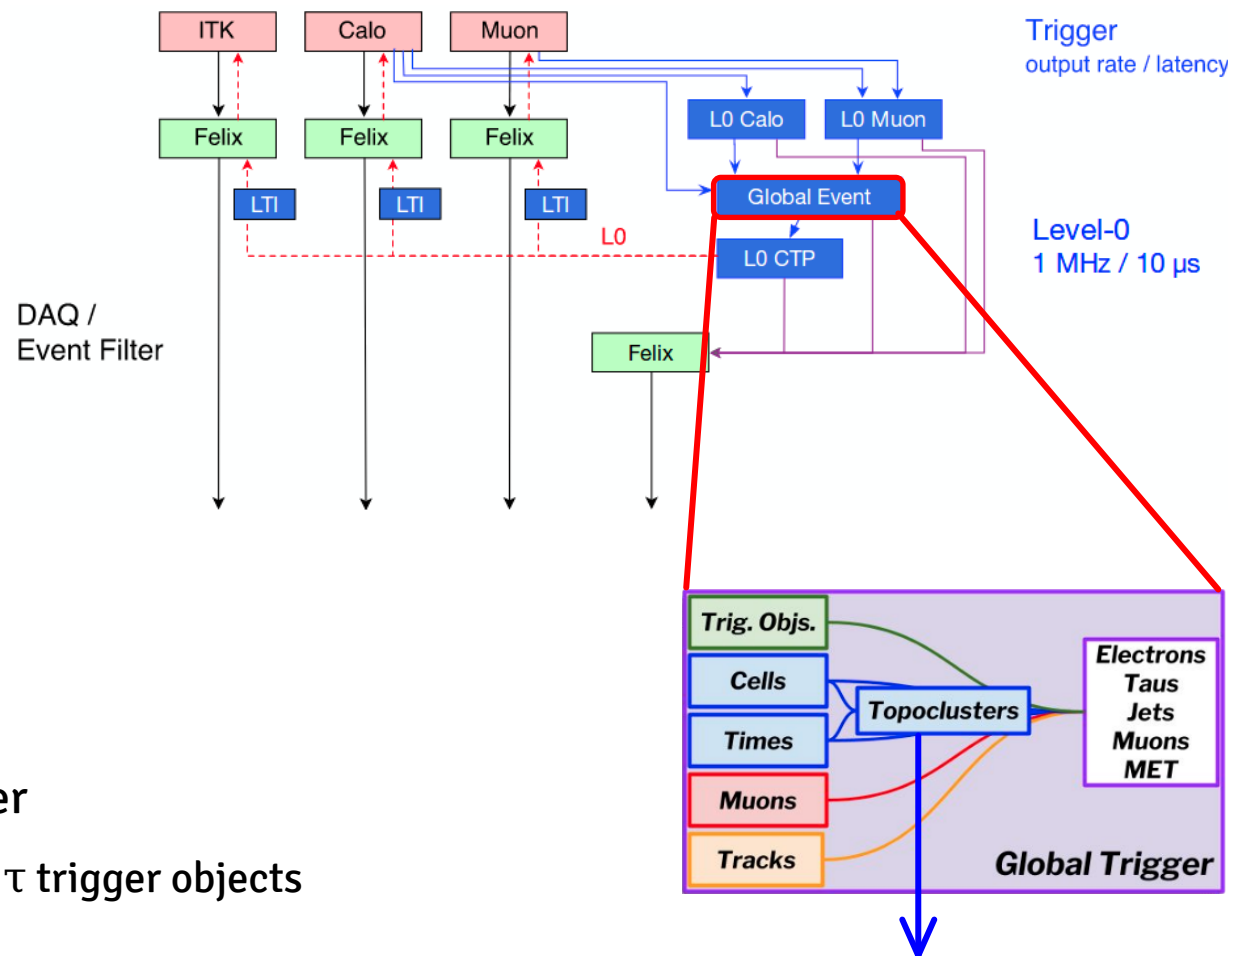 ITK
Calo
Muon
Trigger
output rate / latency
Felix
Felix
Felix
L0 Calo
L0 Muon
LTI
LTI
LTI
Global Event
L0
L0 CTP
Level-0
1 MHz / 10 µs
DAQ /
Event Filter
Felix
Trig. Objs.
Cells
Times
Muons
Tracks
Topoclusters
Electrons
Taus
Jets
Muons
MET
Global Trigger
er
τ trigger objects